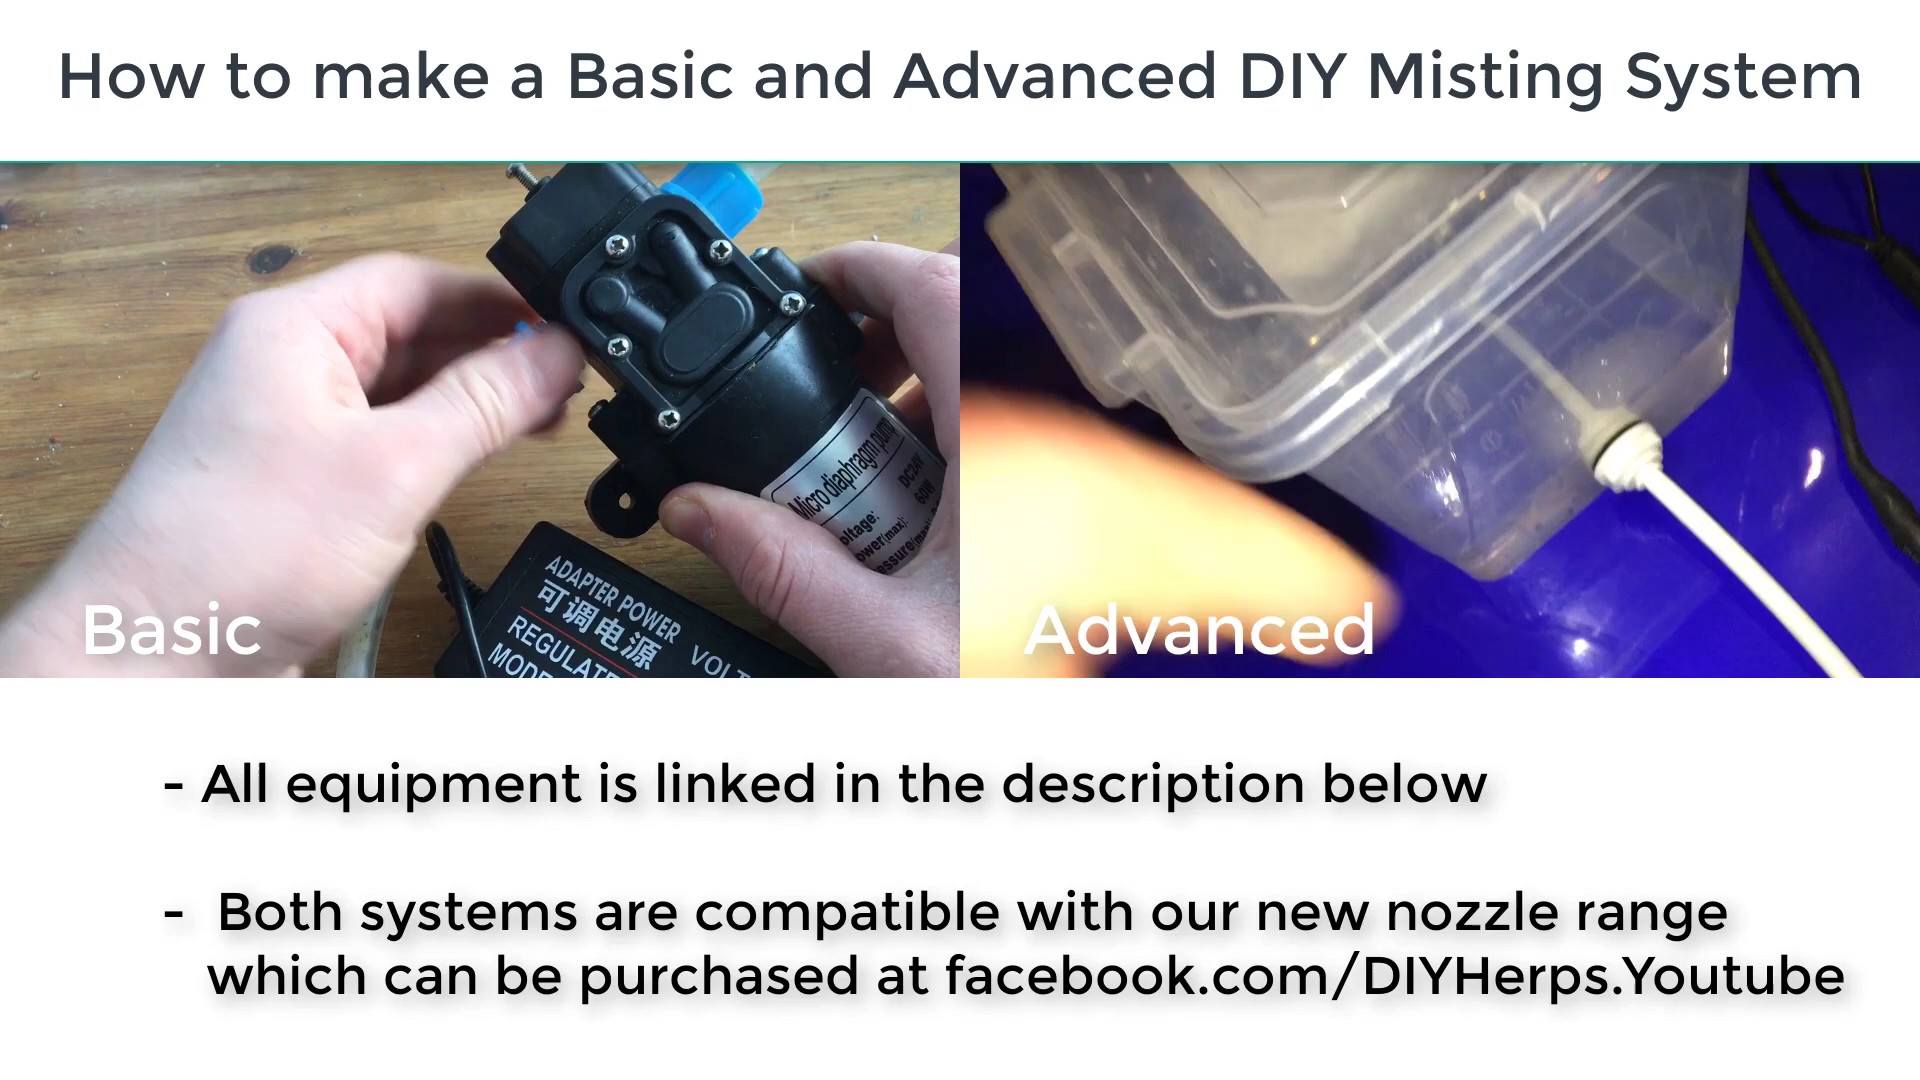 How to make a Basic and Advanced DIY Misting System
Micro diaphragm pump
DC24V
60W
ADAPTER POWER
可调电源
REGULATE
VOLT
Basic
Advanced
- All equipment is linked in the description below
- Both systems are compatible with our new nozzle range
which can be purchased at facebook.com/DIYHerps.Youtube